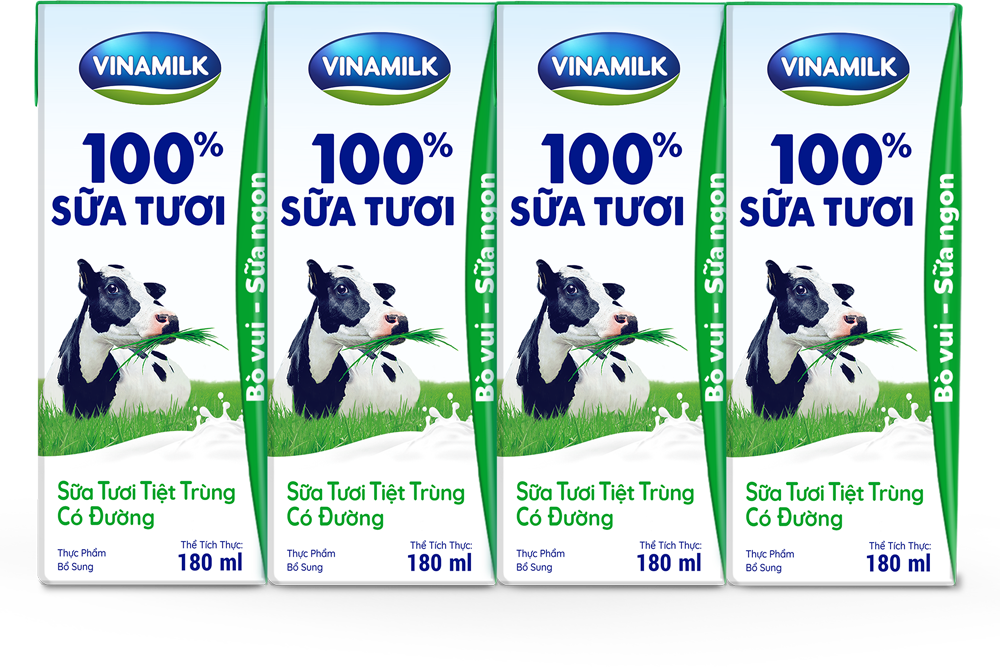 VINAMILK
100%
SỮA TƯƠI
Bò vui - Sữa ngon
Sữa Tươi Tiệt Trùng
Có Đường
Thực Phẩm
Bổ Sung
Thể Tích Thực:
180 ml
VINAMILK
100%
SỮA TƯƠI
Bò vui - Sữa ngon
Sữa Tươi Tiệt Trùng
Có Đường
Thực Phẩm
Bổ Sung
Thể Tích Thực:
180 ml
VINAMILK
100%
SỮA TƯƠI
Bò vui - Sữa ngon
Sữa Tươi Tiệt Trùng
Có Đường
Thực Phẩm
Bổ Sung
Thể Tích Thực:
180 ml
VINAMILK
100%
SỮA TƯƠI
Bò vui - Sữa ngon
Sữa Tươi Tiệt Trùng
Có Đường
Thực Phẩm
Bổ Sung
Thể Tích Thực:
180 ml